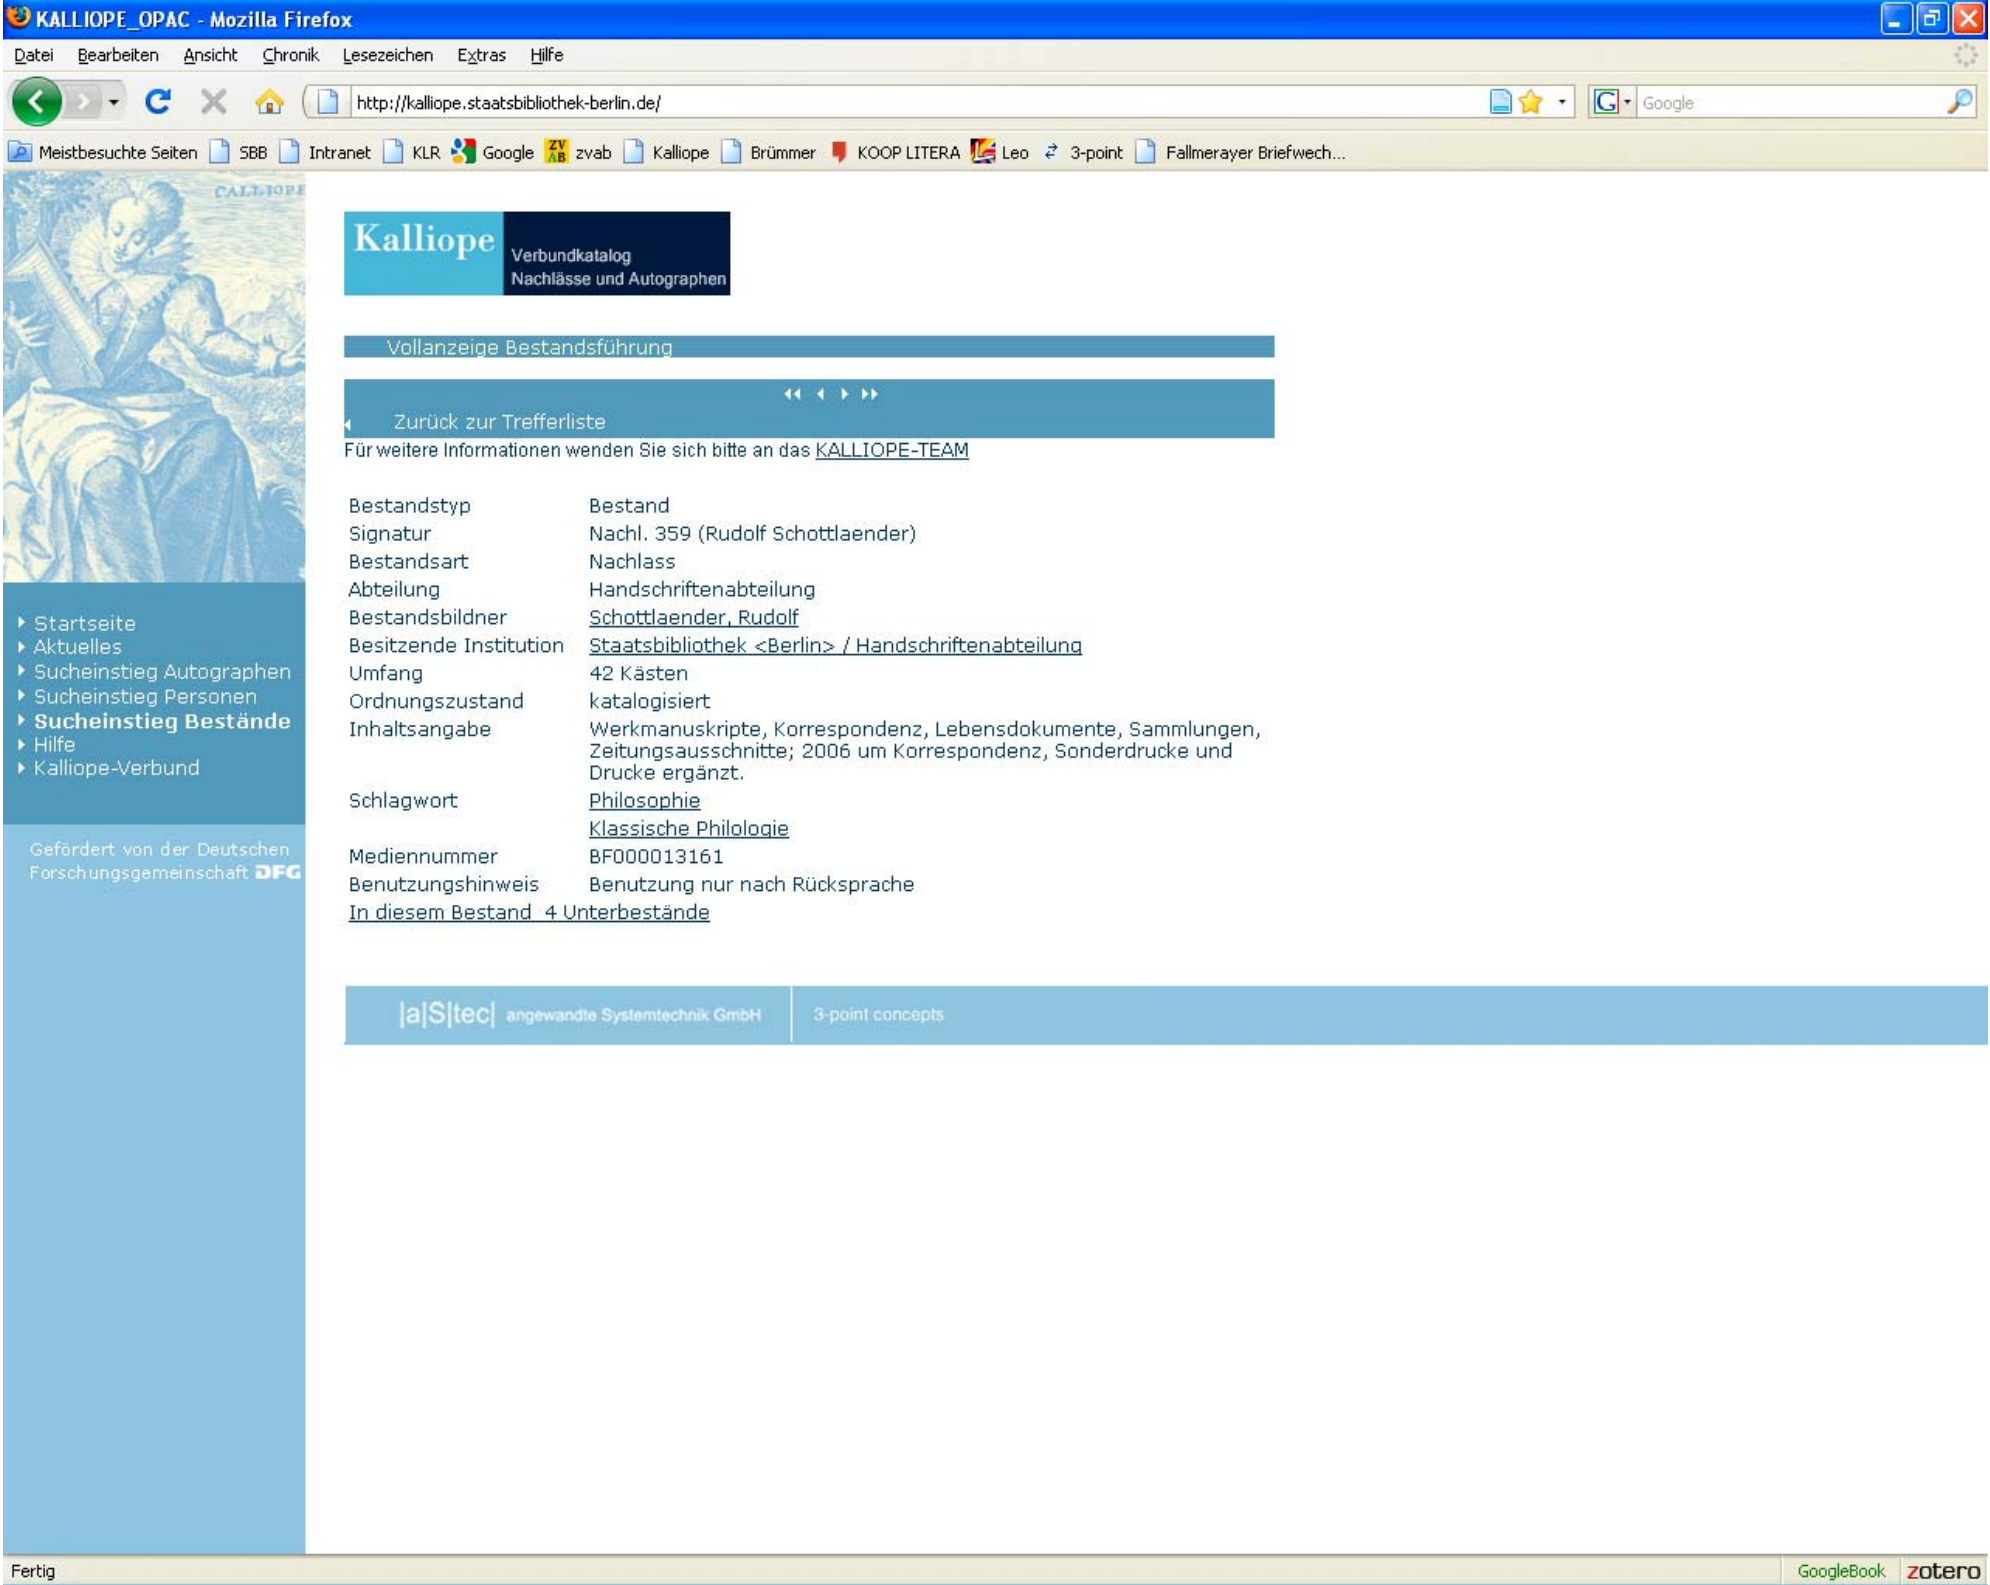 KALLIOPE_OPAC - Mozilla Firefox
Datei Bearbeiten Ansicht Chronik Lesezeichen Extras Hilfe
http://kalliope.staatsbibliothek-berlin.de/ G Google
Meistbesuchte Seiten SBB Intranet KLR Google ZV AB zvab Kalliope Brümmer KOOP LITERA Leo 3-point Fallmerayer Briefwech...
CALLIOPE
Kalliope
Verbundkatalog
Nachlässe und Autographen
Vollanzeige Bestandsführung
Zurück zur Trefferliste
Für weitere Informationen wenden Sie sich bitte an das KALLIOPE-TEAM
Bestandstyp Bestand
Signatur Nachl. 359 (Rudolf Schottlaender)
Bestandsart Nachlass
Abteilung Handschriftenabteilung
Bestandsbildner Schottlaender, Rudolf
Besitzende Institution Staatsbibliothek <Berlin> / Handschriftenabteilung
Umfang 42 Kästen
Ordnungszustand katalogisiert
Inhaltsangabe Werkmanuskripte, Korrespondenz, Lebensdokumente, Sammlungen,
Zeitungsausschnitte; 2006 um Korrespondenz, Sonderdrucke und
Drucke ergänzt.
Schlagwort Philosophie
Klassische Philologie
Mediennummer BF000013161
Benutzungshinweis Benutzung nur nach Rücksprache
In diesem Bestand 4 Unterbestände
Startseite
Aktuelles
Sucheinstieg Autographen
Sucheinstieg Personen
Sucheinstieg Bestände
Hilfe
Kalliope-Verbund
Gefördert von der Deutschen
Forschungsgemeinschaft DFG
|a|S|tec| angewandte Systemtechnik GmbH 3-point concepts
Fertig GoogleBook zotero